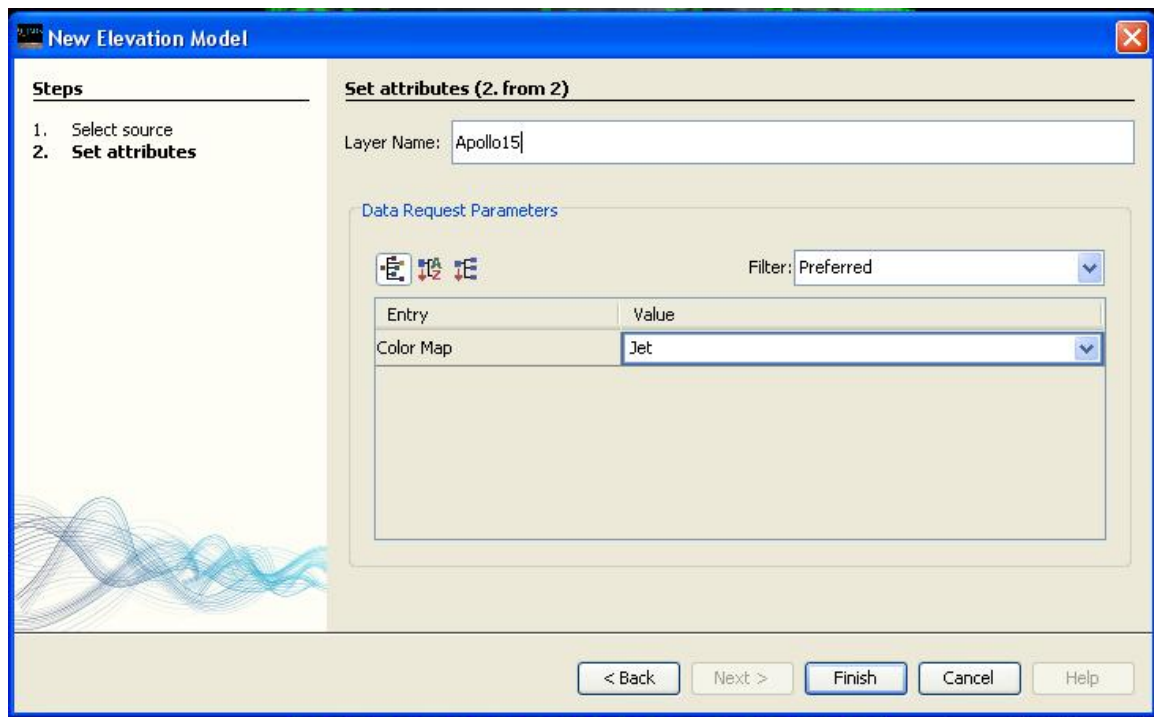 New Elevation Model
Steps
1. Select source
2. Set attributes
Set attributes (2. from 2)
Layer Name: Apollo15
Data Request Parameters
Filter: Preferred
Entry Value
Color Map Jet
< Back Next > Finish Cancel Help